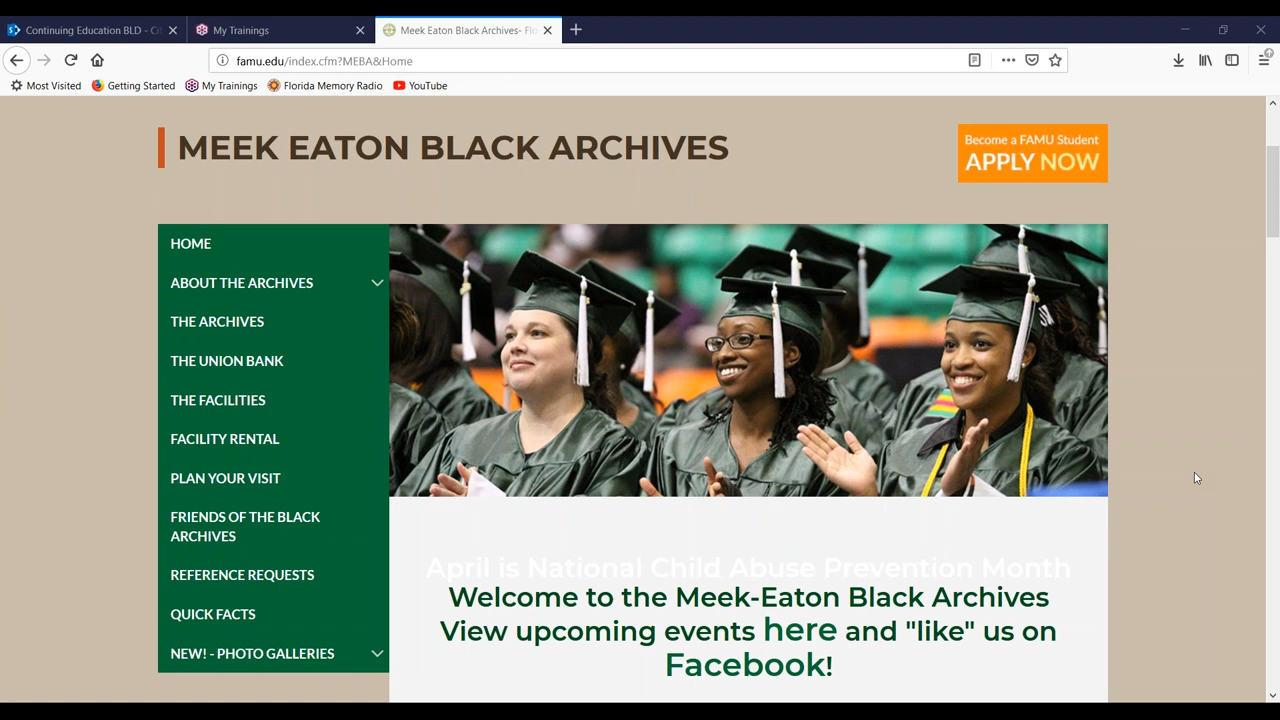 Continuing Education BLD - Ci
My Trainings
Meek Eaton Black Archives- Flo
famu.edu/index.cfm?MEBA&Home
Most Visited
Getting Started
My Trainings
Florida Memory Radio
YouTube
MEEK EATON BLACK ARCHIVES
Become a FAMU Student
APPLY NOW
HOME
ABOUT THE ARCHIVES
THE ARCHIVES
THE UNION BANK
THE FACILITIES
FACILITY RENTAL
PLAN YOUR VISIT
FRIENDS OF THE BLACK
ARCHIVES
REFERENCE REQUESTS
QUICK FACTS
NEW! - PHOTO GALLERIES
April is National Child Abuse Prevention Month
Welcome to the Meek-Eaton Black Archives
View upcoming events here and "like" us on
Facebook!